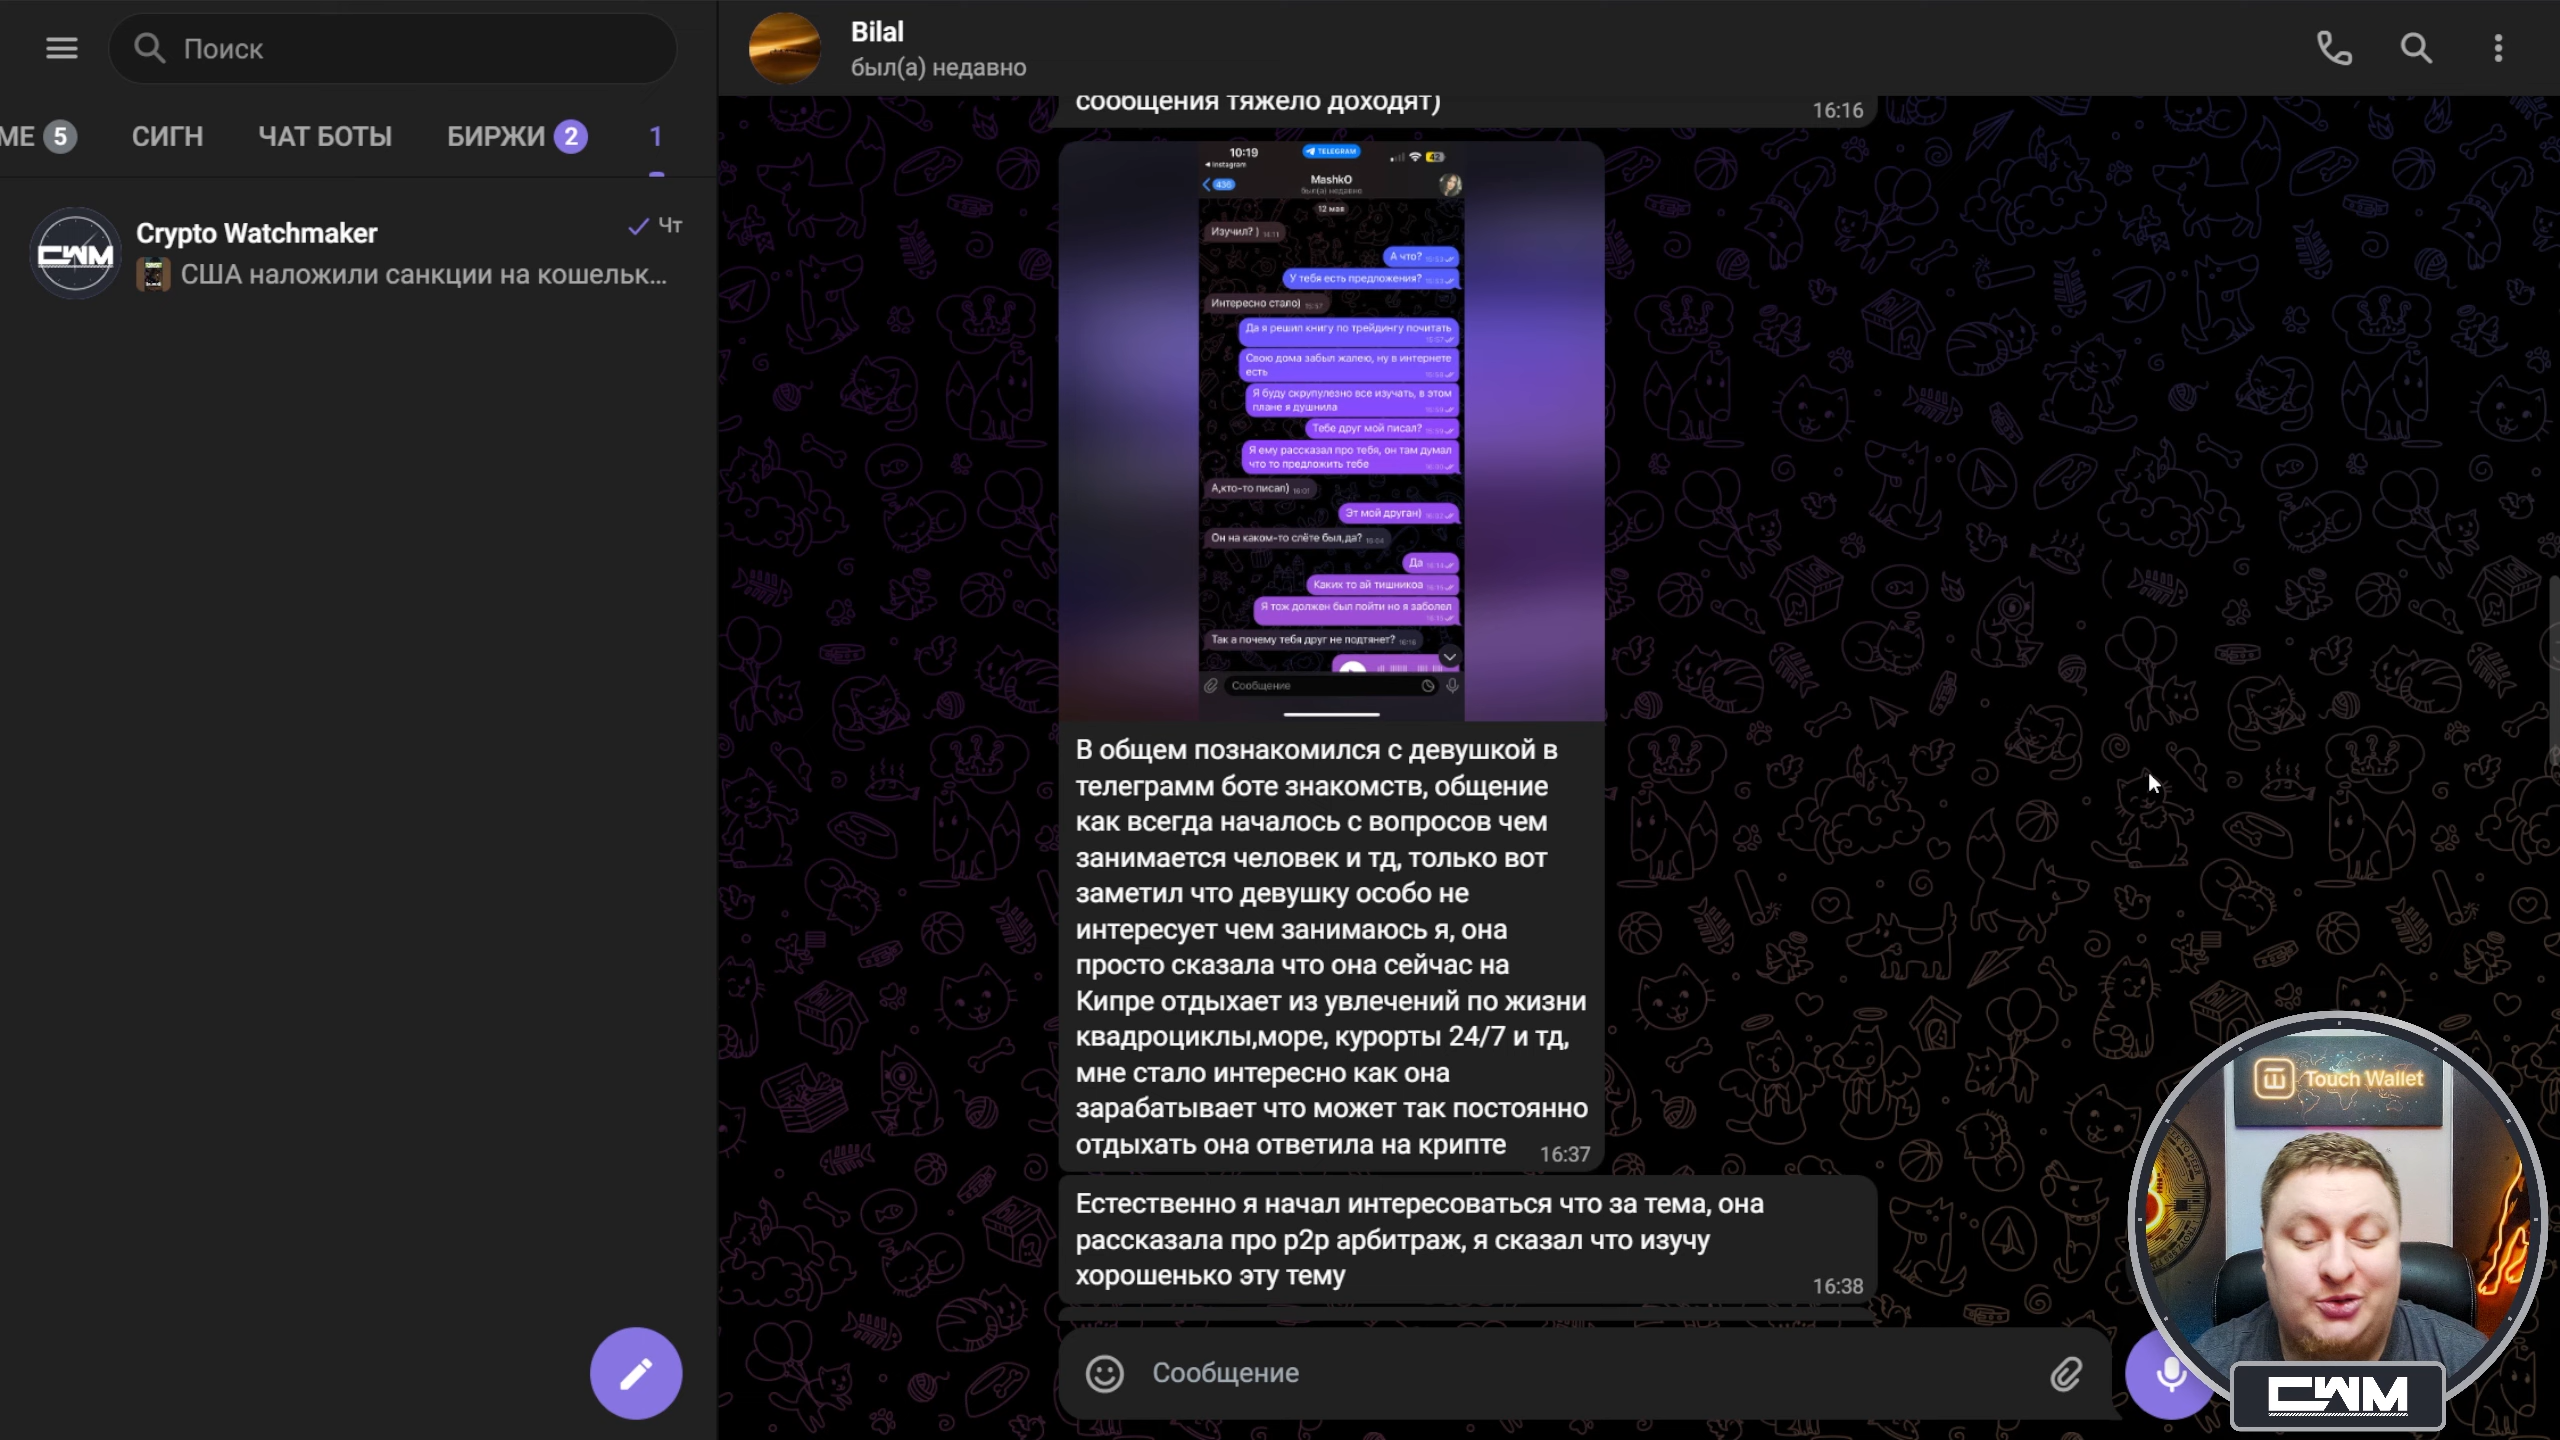 Поиск
МЕ 5
СИГН
ЧАТ БОТЫ
БИРЖИ 2
1
Crypto Watchmaker
Чт
США наложили санкции на кошельк...
CWM
Bilal
был(а) недавно
сообщения тяжело доходят)
16:16
10:19
Instagram
TELEGRAM
42
436
MashkO
был(а) недавно
12 мая
Изучил? )
А что?
У тебя есть предложения?
Интересно стало)
Да я решил книгу по трейдингу почитать
Свою дома забыл жалею, ну в интернете
есть
Я буду скрупулезно все изучать, в этом
плане я душнила
Тебе друг мой писал?
Я ему рассказал про тебя, он там думал
что то предложить тебе
А,кто-то писал)
Эт мой друган)
Он на каком-то слёте был,да?
Да
Каких то ай тишников
Я тож должен был пойти но я заболел
Так а почему тебя друг не подтянет?
Сообщение
В общем познакомился с девушкой в
телеграмм боте знакомств, общение
как всегда началось с вопросов чем
занимается человек и тд, только вот
заметил что девушку особо не
интересует чем занимаюсь я, она
просто сказала что она сейчас на
Кипре отдыхает из увлечений по жизни
квадроциклы,море, курорты 24/7 и тд,
мне стало интересно как она
зарабатывает что может так постоянно
отдыхать она ответила на крипте
16:37
Естественно я начал интересоваться что за тема, она
рассказала про p2p арбитраж, я сказал что изучу
хорошенько эту тему
16:38
Сообщение
Touch Wallet
CWM